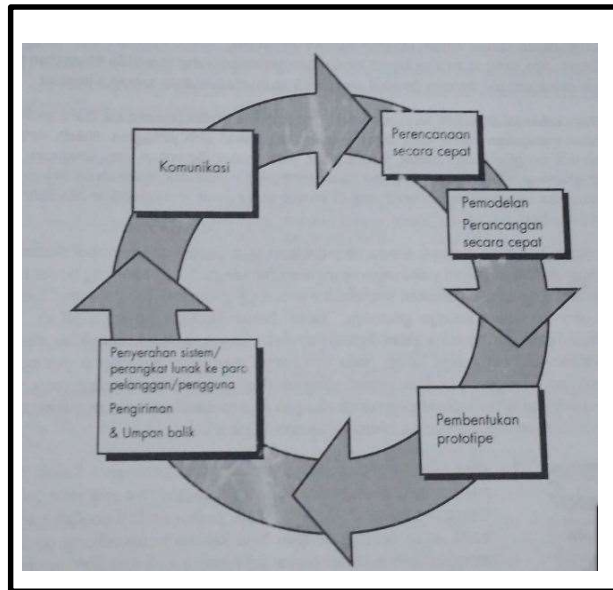 Komunikasi
Perencanaan
secara cepat
Pemodelan
Perancangan
secara cepat
Pembentukan
prototipe
Penyerahan sistem/
perangkat lunak ke para
pelanggan/pengguna
Pengiriman
& Umpan balik